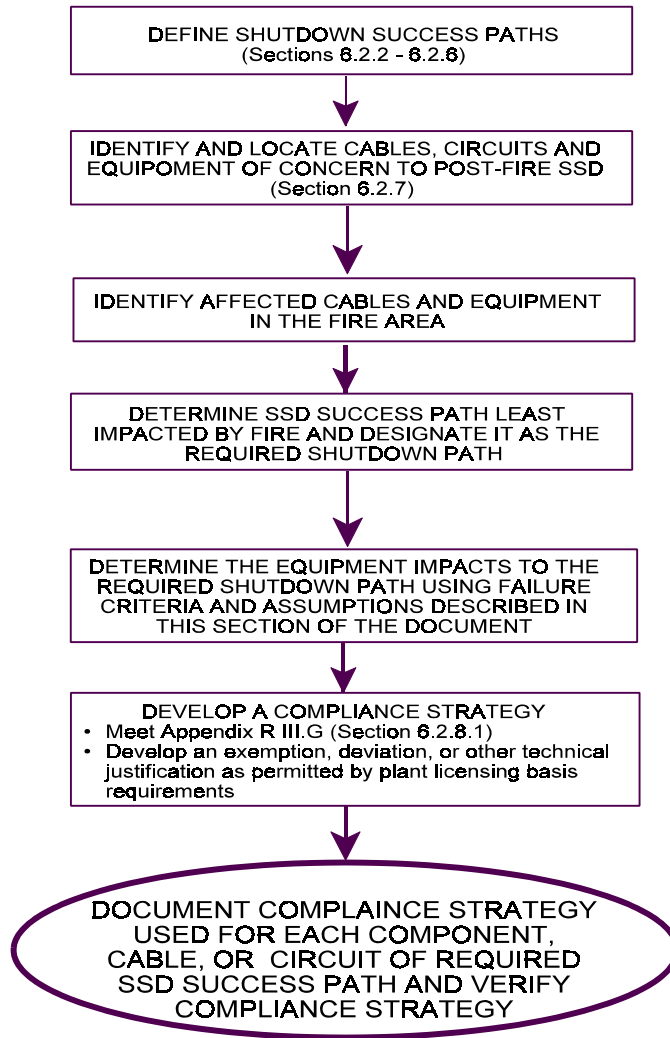 DEFINE SHUTDOWN SUCCESS PATHS
(Sections 6.2.2 - 6.2.6)
IDENTIFY AND LOCATE CABLES, CIRCUITS AND
EQUIPOMENT OF CONCERN TO POST-FIRE SSD
(Section 6.2.7)
IDENTIFY AFFECTED CABLES AND EQUIPMENT
IN THE FIRE AREA
DETERMINE SSD SUCCESS PATH LEAST
IMPACTED BY FIRE AND DESIGNATE IT AS THE
REQUIRED SHUTDOWN PATH
DETERMINE THE EQUIPMENT IMPACTS TO THE
REQUIRED SHUTDOWN PATH USING FAILURE
CRITERIA AND ASSUMPTIONS DESCRIBED IN
THIS SECTION OF THE DOCUMENT
DEVELOP A COMPLIANCE STRATEGY
• Meet Appendix R III.G (Section 6.2.8.1)
• Develop an exemption, deviation, or other technical
justification as permitted by plant licensing basis
requirements
DOCUMENT COMPLAINCE STRATEGY
USED FOR EACH COMPONENT,
CABLE, OR CIRCUIT OF REQUIRED
SSD SUCCESS PATH AND VERIFY
COMPLIANCE STRATEGY